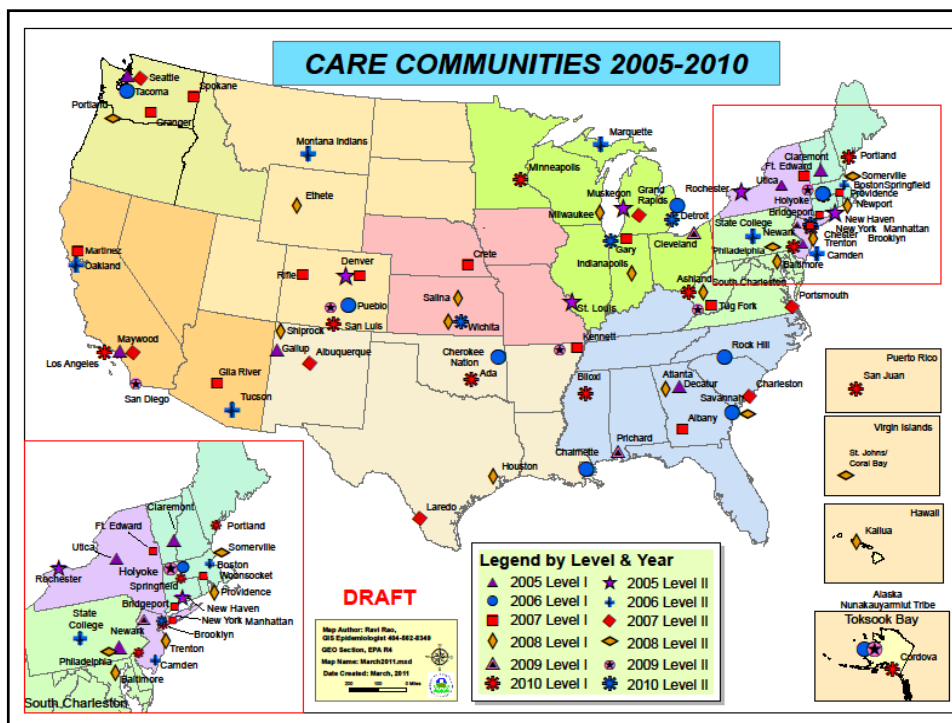 CARE COMMUNITIES 2005-2010
Seattle
Tacoma
Spokane
Portland
Granger
Montana Indians
Ethete
Martinez
Oakland
Rifle
Denver
Pueblo
San Luis
Shiprock
Gallup
Albuquerque
Maywood
Los Angeles
San Diego
Gila River
Tucson
Crete
Salina
Wichita
Cherokee
Nation
Ada
Houston
Laredo
Minneapolis
Marquette
Milwaukee
Muskegon
Grand
Rapids
Detroit
Gary
Cleveland
Indianapolis
St. Louis
Kennett
Ashland
South Charleston
Tug Fork
Portsmouth
Rock Hill
Biloxi
Atlanta
Decatur
Charleston
Savannah
Albany
Prichard
Chalmette
Rochester
Utica
Ft. Edward
Claremont
Portland
Somerville
Boston
Springfield
Providence
Newport
Holyoke
Bridgeport
New Haven
New York
Manhattan
Brooklyn
State College
Newark
Chester
Trenton
Philadelphia
Camden
Baltimore
Puerto Rico
San Juan
Virgin Islands
St. Johns/
Coral Bay
Hawaii
Kailua
Alaska
Nunakauyarmiut Tribe
Toksook Bay
Cordova
Claremont
Ft. Edward
Portland
Utica
Somerville
Rochester
Holyoke
Boston
Woonsocket
Springfield
Providence
Bridgeport
New Haven
State
College
New York
Manhattan
Newark
Brooklyn
Trenton
Philadelphia
Camden
Baltimore
South Charleston
DRAFT
Map Author: Ravi Rao,
GIS Epidemiologist 404-562-8349
GEO Section, EPA R4
Map Name: March2011.mxd
Date Created: March, 2011
200 100 0 200 Miles
Legend by Level & Year
2005 Level I
2005 Level II
2006 Level I
2006 Level II
2007 Level I
2007 Level II
2008 Level I
2008 Level II
2009 Level I
2009 Level II
2010 Level I
2010 Level II